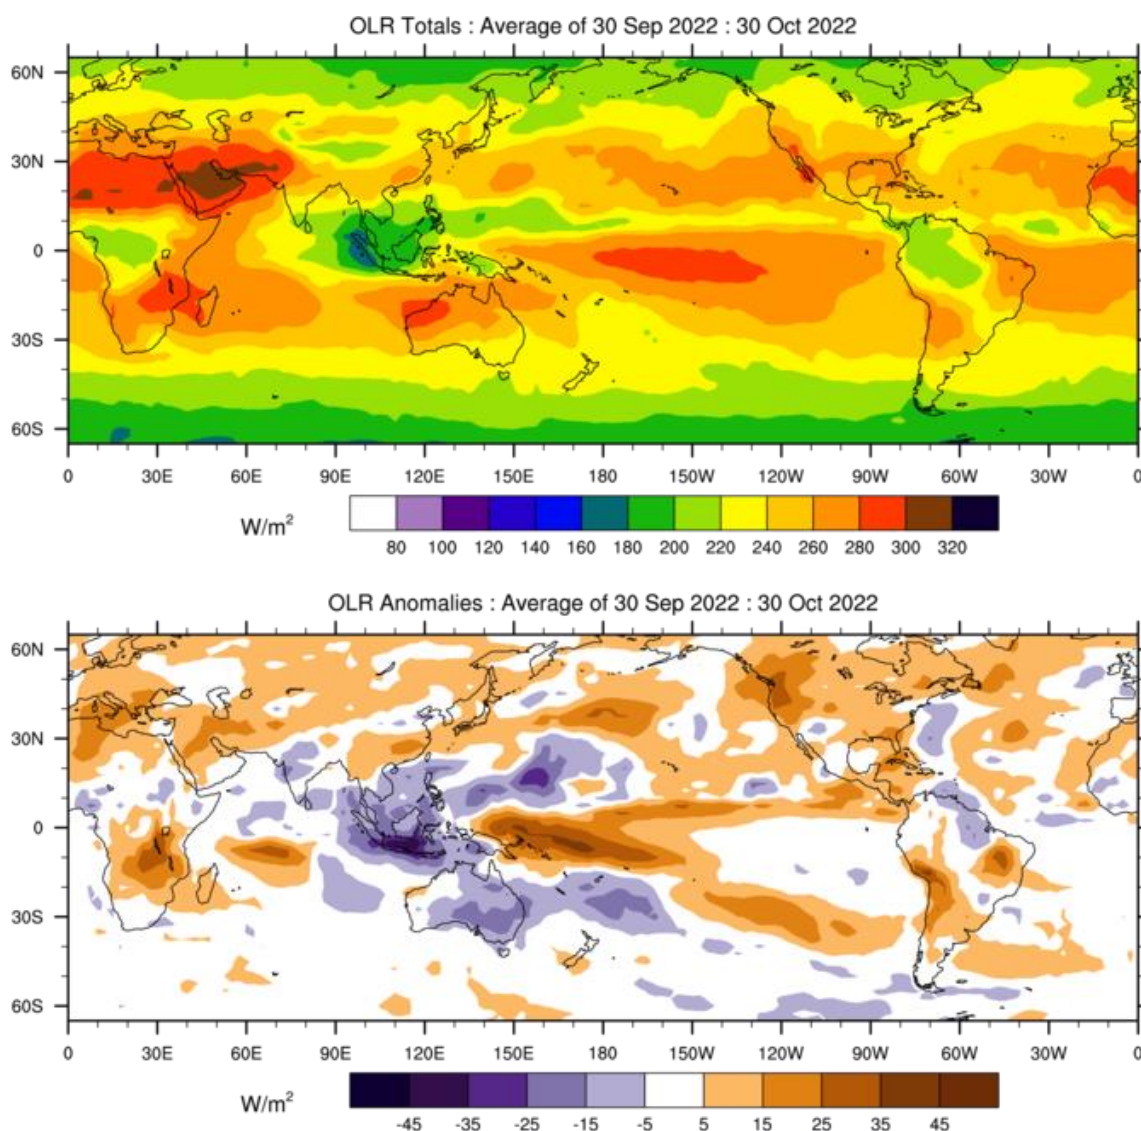 OLR Totals : Average of 30 Sep 2022 : 30 Oct 2022
60N
30N
0
30S
60S
0 30E 60E 90E 120E 150E 180 150W 120W 90W 60W 30W 0
W/m²
80 100 120 140 160 180 200 220 240 260 280 300 320
OLR Anomalies : Average of 30 Sep 2022 : 30 Oct 2022
60N
30N
0
30S
60S
0 30E 60E 90E 120E 150E 180 150W 120W 90W 60W 30W 0
W/m²
-45 -35 -25 -15 -5 5 15 25 35 45